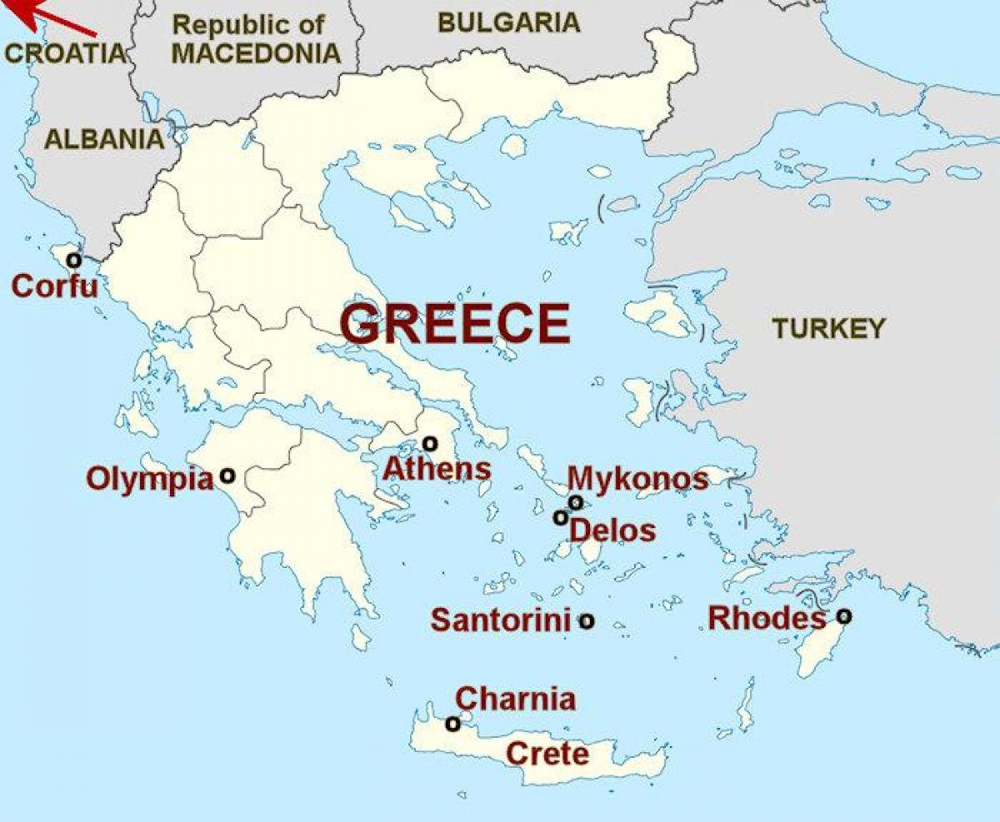 Republic of
MACEDONIA
BULGARIA
CROATIA
ALBANIA
Corfu
GREECE
TURKEY
Olympia
Athens
Mykonos
Delos
Santorini
Rhodes
Charnia
Crete